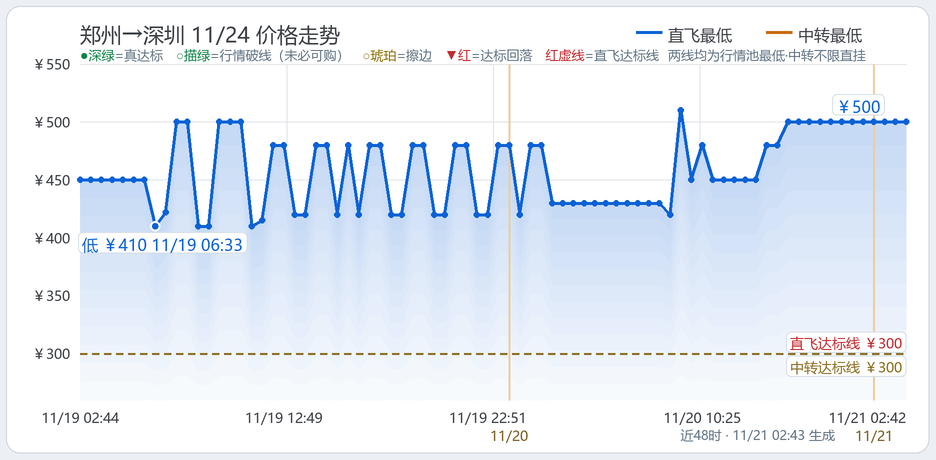 郑州→深圳 11/24 价格走势
直飞最低 中转最低
●深绿=真达标 ○描绿=行情破线（未必可购） ○琥珀=擦边 ▼红=达标回落 红虚线=直飞达标线 两线均为行情池最低·中转不限直挂
¥550
¥500
¥500
¥450
¥400
低 ¥410 11/19 06:33
¥350
直飞达标线 ¥300
¥300
中转达标线 ¥300
11/19 02:44 11/19 12:49 11/19 22:51 11/20 10:25 11/21 02:42
11/20 近48时 · 11/21 02:43 生成 11/21